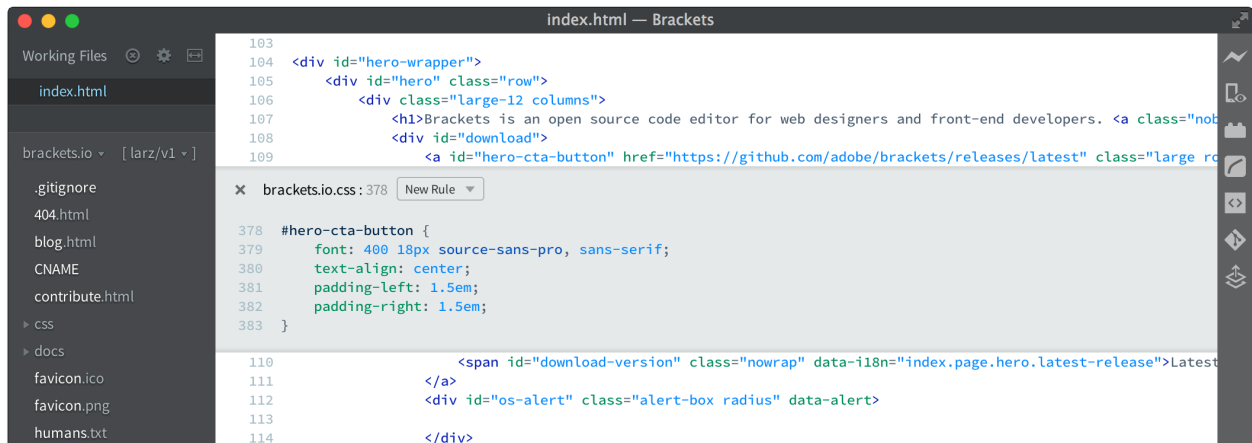 index.html — Brackets
Working Files
index.html
brackets.io [ larz/v1 ]
.gitignore
404.html
blog.html
CNAME
contribute.html
css
docs
favicon.ico
favicon.png
humans.txt
103
104 <div id="hero-wrapper">
105 <div id="hero" class="row">
106 <div class="large-12 columns">
107 <h1>Brackets is an open source code editor for web designers and front-end developers. <a class="nob
108 <div id="download">
109 <a id="hero-cta-button" href="https://github.com/adobe/brackets/releases/latest" class="large ro
brackets.io.css : 378 New Rule
378 #hero-cta-button {
379 font: 400 18px source-sans-pro, sans-serif;
380 text-align: center;
381 padding-left: 1.5em;
382 padding-right: 1.5em;
383 }
110 <span id="download-version" class="nowrap" data-i18n="index.page.hero.latest-release">Latest
111 </a>
112 <div id="os-alert" class="alert-box radius" data-alert>
113
114 </div>